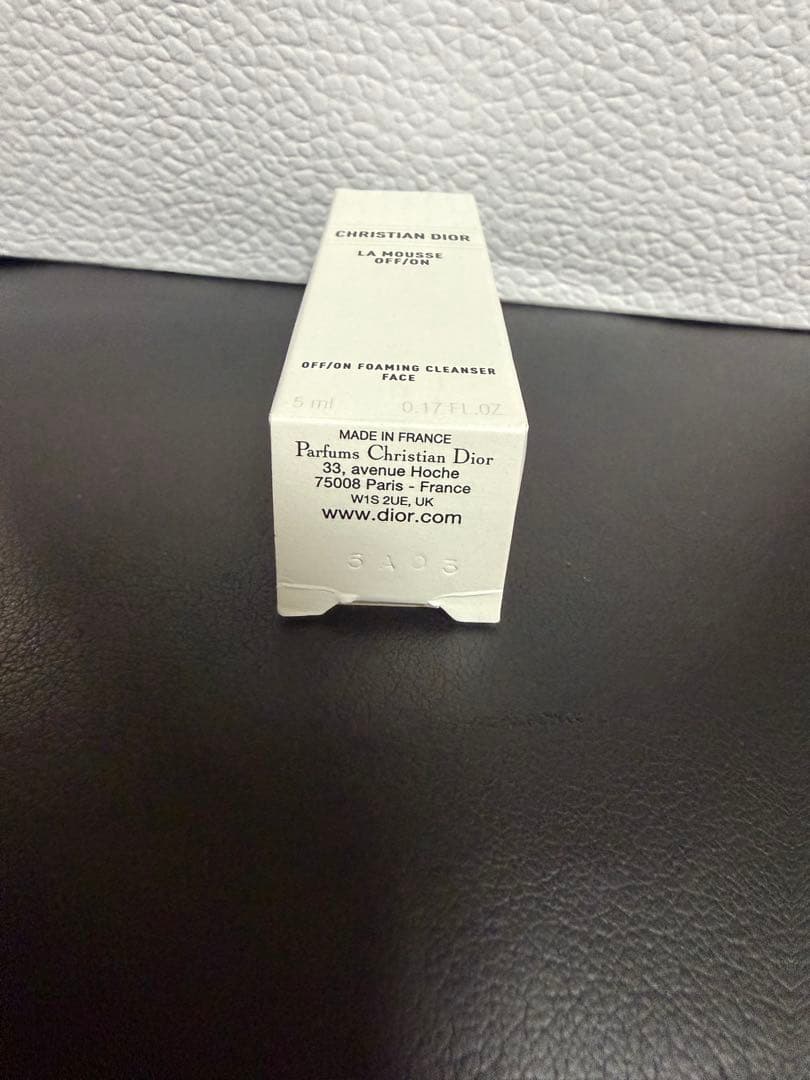 CHRISTIAN DIOR
LA MOUSSE
OFF/ON
OFF/ON FOAMING CLEANSER
FACE
5 ml 0.17 FL.OZ
MADE IN FRANCE
Parfums Christian Dior
33, avenue Hoche
75008 Paris - France
W1S 2UE, UK
www.dior.com